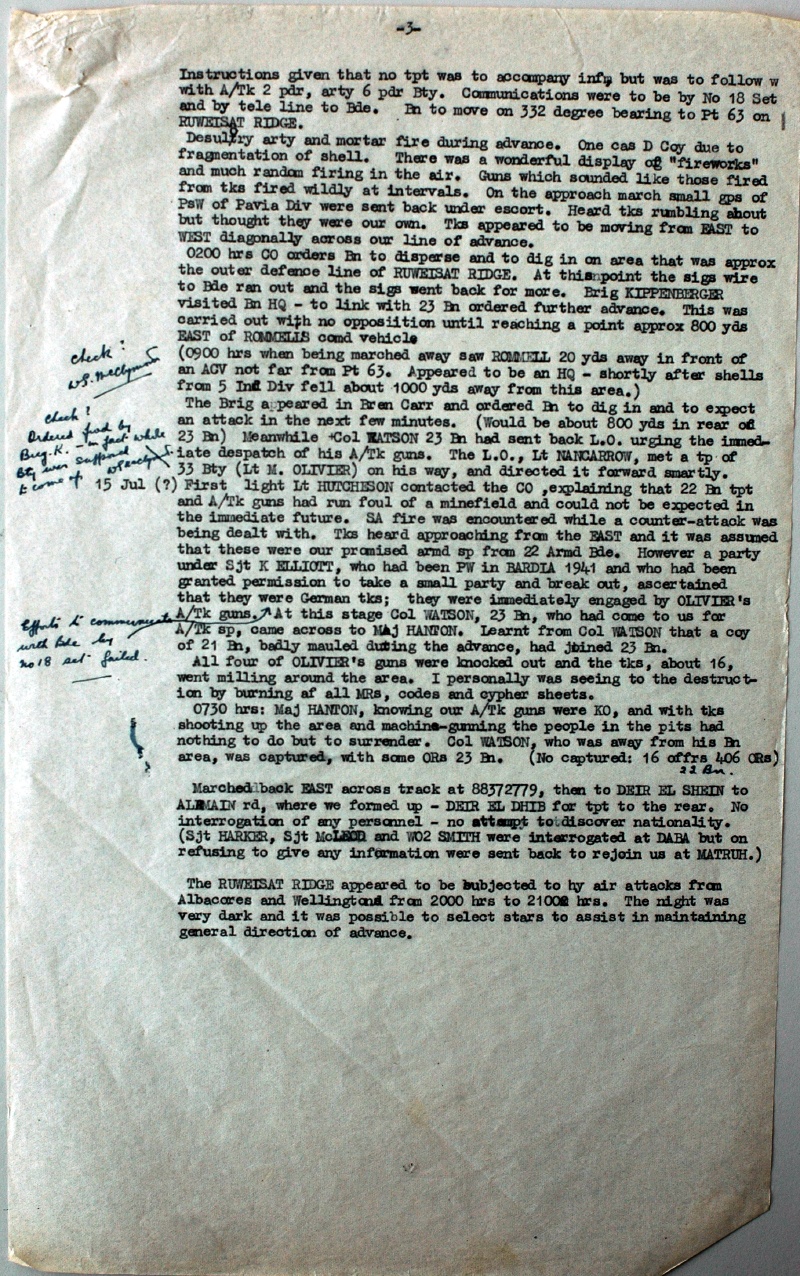 -3-
Instructions given that no tpt was to accompany inf, but was to follow w
with A/Tk 2 pdr, arty 6 pdr Bty. Communications were to be by No 18 Set
and by tele line to Bde. Bn to move on 332 degree bearing to Pt 63 on
RUWEISAT RIDGE.
Desultry arty and mortar fire during advance. One cas D Coy due to
fragmentation of shell. There was a wonderful display of "fireworks"
and much random firing in the air. Guns which sounded like those fired
from tks fired wildly at intervals. On the approach march small gps of
PsW of Pavia Div were sent back under escort. Heard tks rumbling about
but thought they were our own. Tks appeared to be moving from EAST to
WEST diagonally across our line of advance.
0200 hrs CO orders Bn to disperse and to dig in on area that was approx
the outer defence line of RUWEISAT RIDGE. At this point the sigs wire
to Bde ran out and the sigs went back for more. Brig KIPPENBERGER
visited Bn HQ - to link with 23 Bn ordered further advance. This was
carried out with no opposiition until reaching a point approx 800 yds
EAST of ROMMELLS comd vehicle
check?
(0900 hrs when being marched away saw ROMMELL 20 yds away in front of
an ACV not far from Pt 63. Appeared to be an HQ - shortly after shells
from 5 Ind Div fell about 1000 yds away from this area.)
The Brig appeared in Bren Carr and ordered Bn to dig in and to expect
an attack in the next few minutes. (Would be about 800 yds in rear of
23 Bn) Meanwhile Col WATSON 23 Bn had sent back L.O. urging the immed-
iate despatch of his A/Tk guns. The L.O., Lt NANCARROW, met a tp of
33 Bty (Lt M. OLIVIER) on his way, and directed it forward smartly.
check?
Ordered fwd by
Brig. K. - in fact while
Bty were supposed
to come up
15 Jul (?) First light Lt HUTCHESON contacted the CO ,explaining that 22 Bn tpt
and A/Tk guns had run foul of a minefield and could not be expected in
the immediate future. SA fire was encountered while a counter-attack was
being dealt with. Tks heard approaching from the EAST and it was assumed
that these were our promised armd sp from 22 Armd Bde. However a party
under Sjt K ELLIOTT, who had been PW in BARDIA 1941 and who had been
granted permission to take a small party and break out, ascertained
that they were German tks; they were immediately engaged by OLIVIER's
A/Tk guns. At this stage Col WATSON, 23 Bn, who had come to us for
A/Tk sp, came across to Maj HANTON. Learnt from Col WATSON that a coy
of 21 Bn, badly mauled during the advance, had joined 23 Bn.
Efforts to communicate
with Bde by
No 18 set failed.
All four of OLIVIER's guns were knocked out and the tks, about 16,
went milling around the area. I personally was seeing to the destruct-
ion by burning af all MRs, codes and cypher sheets.
0730 hrs: Maj HANTON, knowing our A/Tk guns were KO, and with tks
shooting up the area and machine-gunning the people in the pits had
nothing to do but to surrender. Col WATSON, who was away from his Bn
area, was captured, with some ORs 23 Bn. (No captured: 16 offrs 406 ORs)
22 Bn.
Marched back EAST across track at 88372779, then to DEIR EL SHEIN to
ALEMAIN rd, where we formed up - DEIR EL DHIB for tpt to the rear. No
interrogation of any personnel - no attempt to discover nationality.
(Sjt HARKER, Sjt McLEOD and WO2 SMITH were interrogated at DABA but on
refusing to give any information were sent back to rejoin us at MATRUH.)
The RUWEISAT RIDGE appeared to be subjected to hy air attacks from
Albacores and Wellingtons from 2000 hrs to 2100 hrs. The night was
very dark and it was possible to select stars to assist in maintaining
general direction of advance.